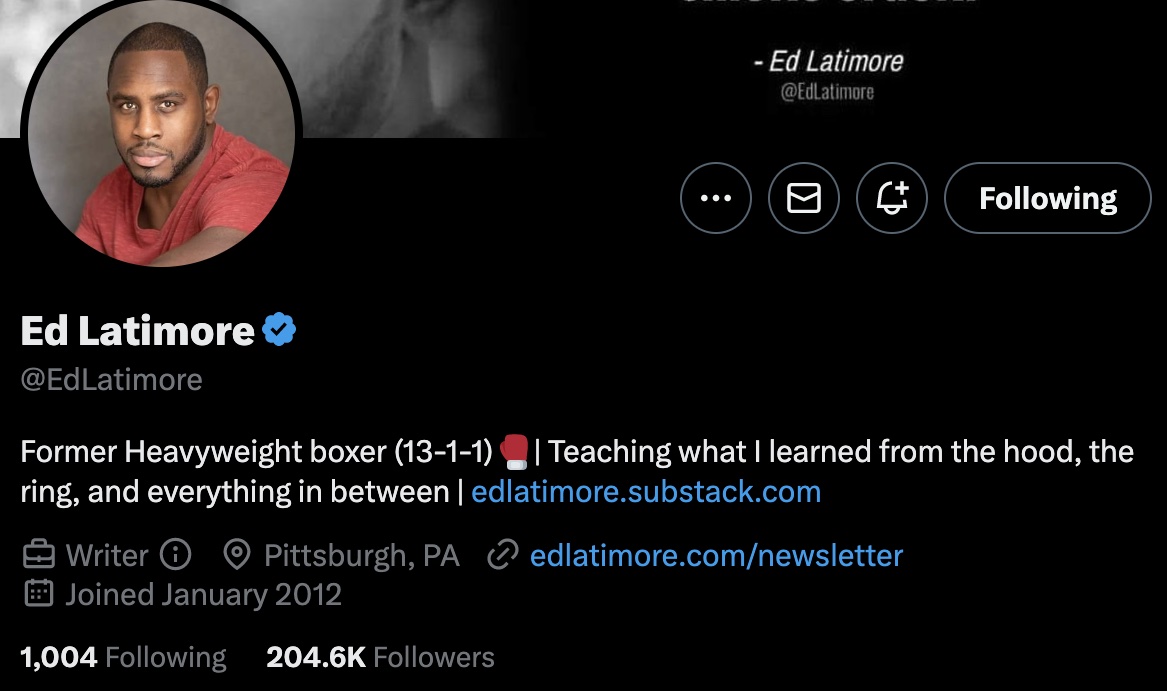 - Ed Latimore
@EdLatimore
Following
Ed Latimore
@EdLatimore
Former Heavyweight boxer (13-1-1) 🥊| Teaching what I learned from the hood, the
ring, and everything in between | edlatimore.substack.com
Writer Pittsburgh, PA edlatimore.com/newsletter
Joined January 2012
1,004 Following 204.6K Followers